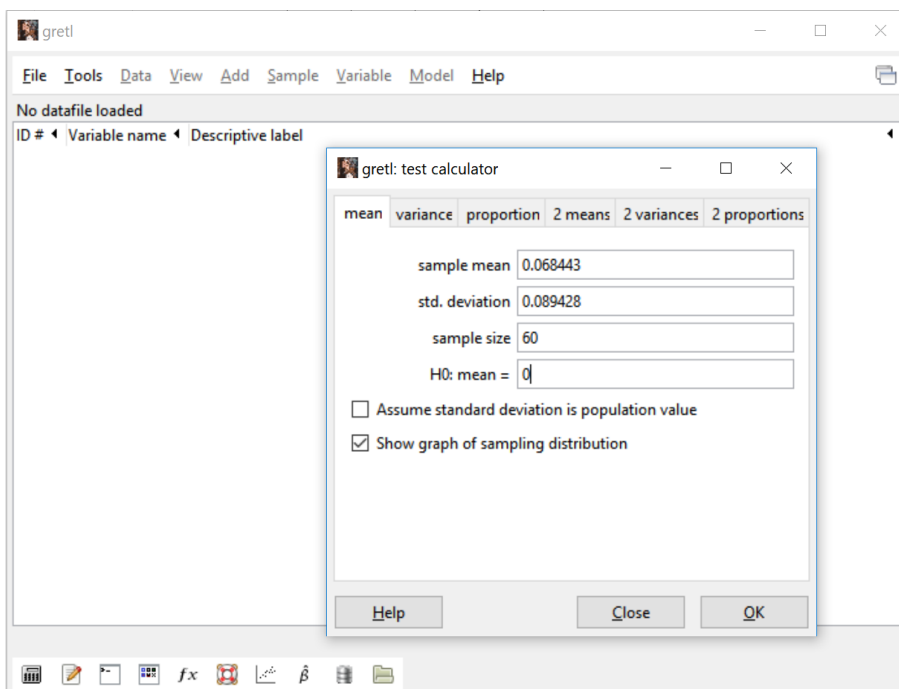 gretl
File Tools Data View Add Sample Variable Model Help
No datafile loaded
ID # Variable name Descriptive label
gretl: test calculator
mean variance proportion 2 means 2 variances 2 proportions
sample mean 0.068443
std. deviation 0.089428
sample size 60
H0: mean = 0
Assume standard deviation is population value
Show graph of sampling distribution
Help Close OK
fx β̂